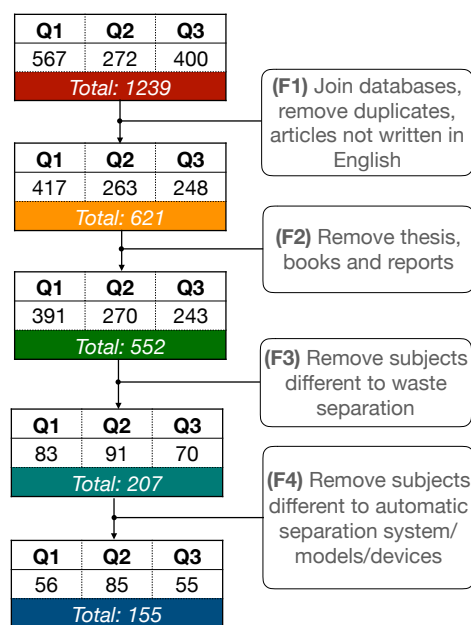 Q1 Q2 Q3
567 272 400
Total: 1239
(F1) Join databases,
remove duplicates,
articles not written in
English
Q1 Q2 Q3
417 263 248
Total: 621
(F2) Remove thesis,
books and reports
Q1 Q2 Q3
391 270 243
Total: 552
(F3) Remove subjects
different to waste
separation
Q1 Q2 Q3
83 91 70
Total: 207
(F4) Remove subjects
different to automatic
separation system/
models/devices
Q1 Q2 Q3
56 85 55
Total: 155